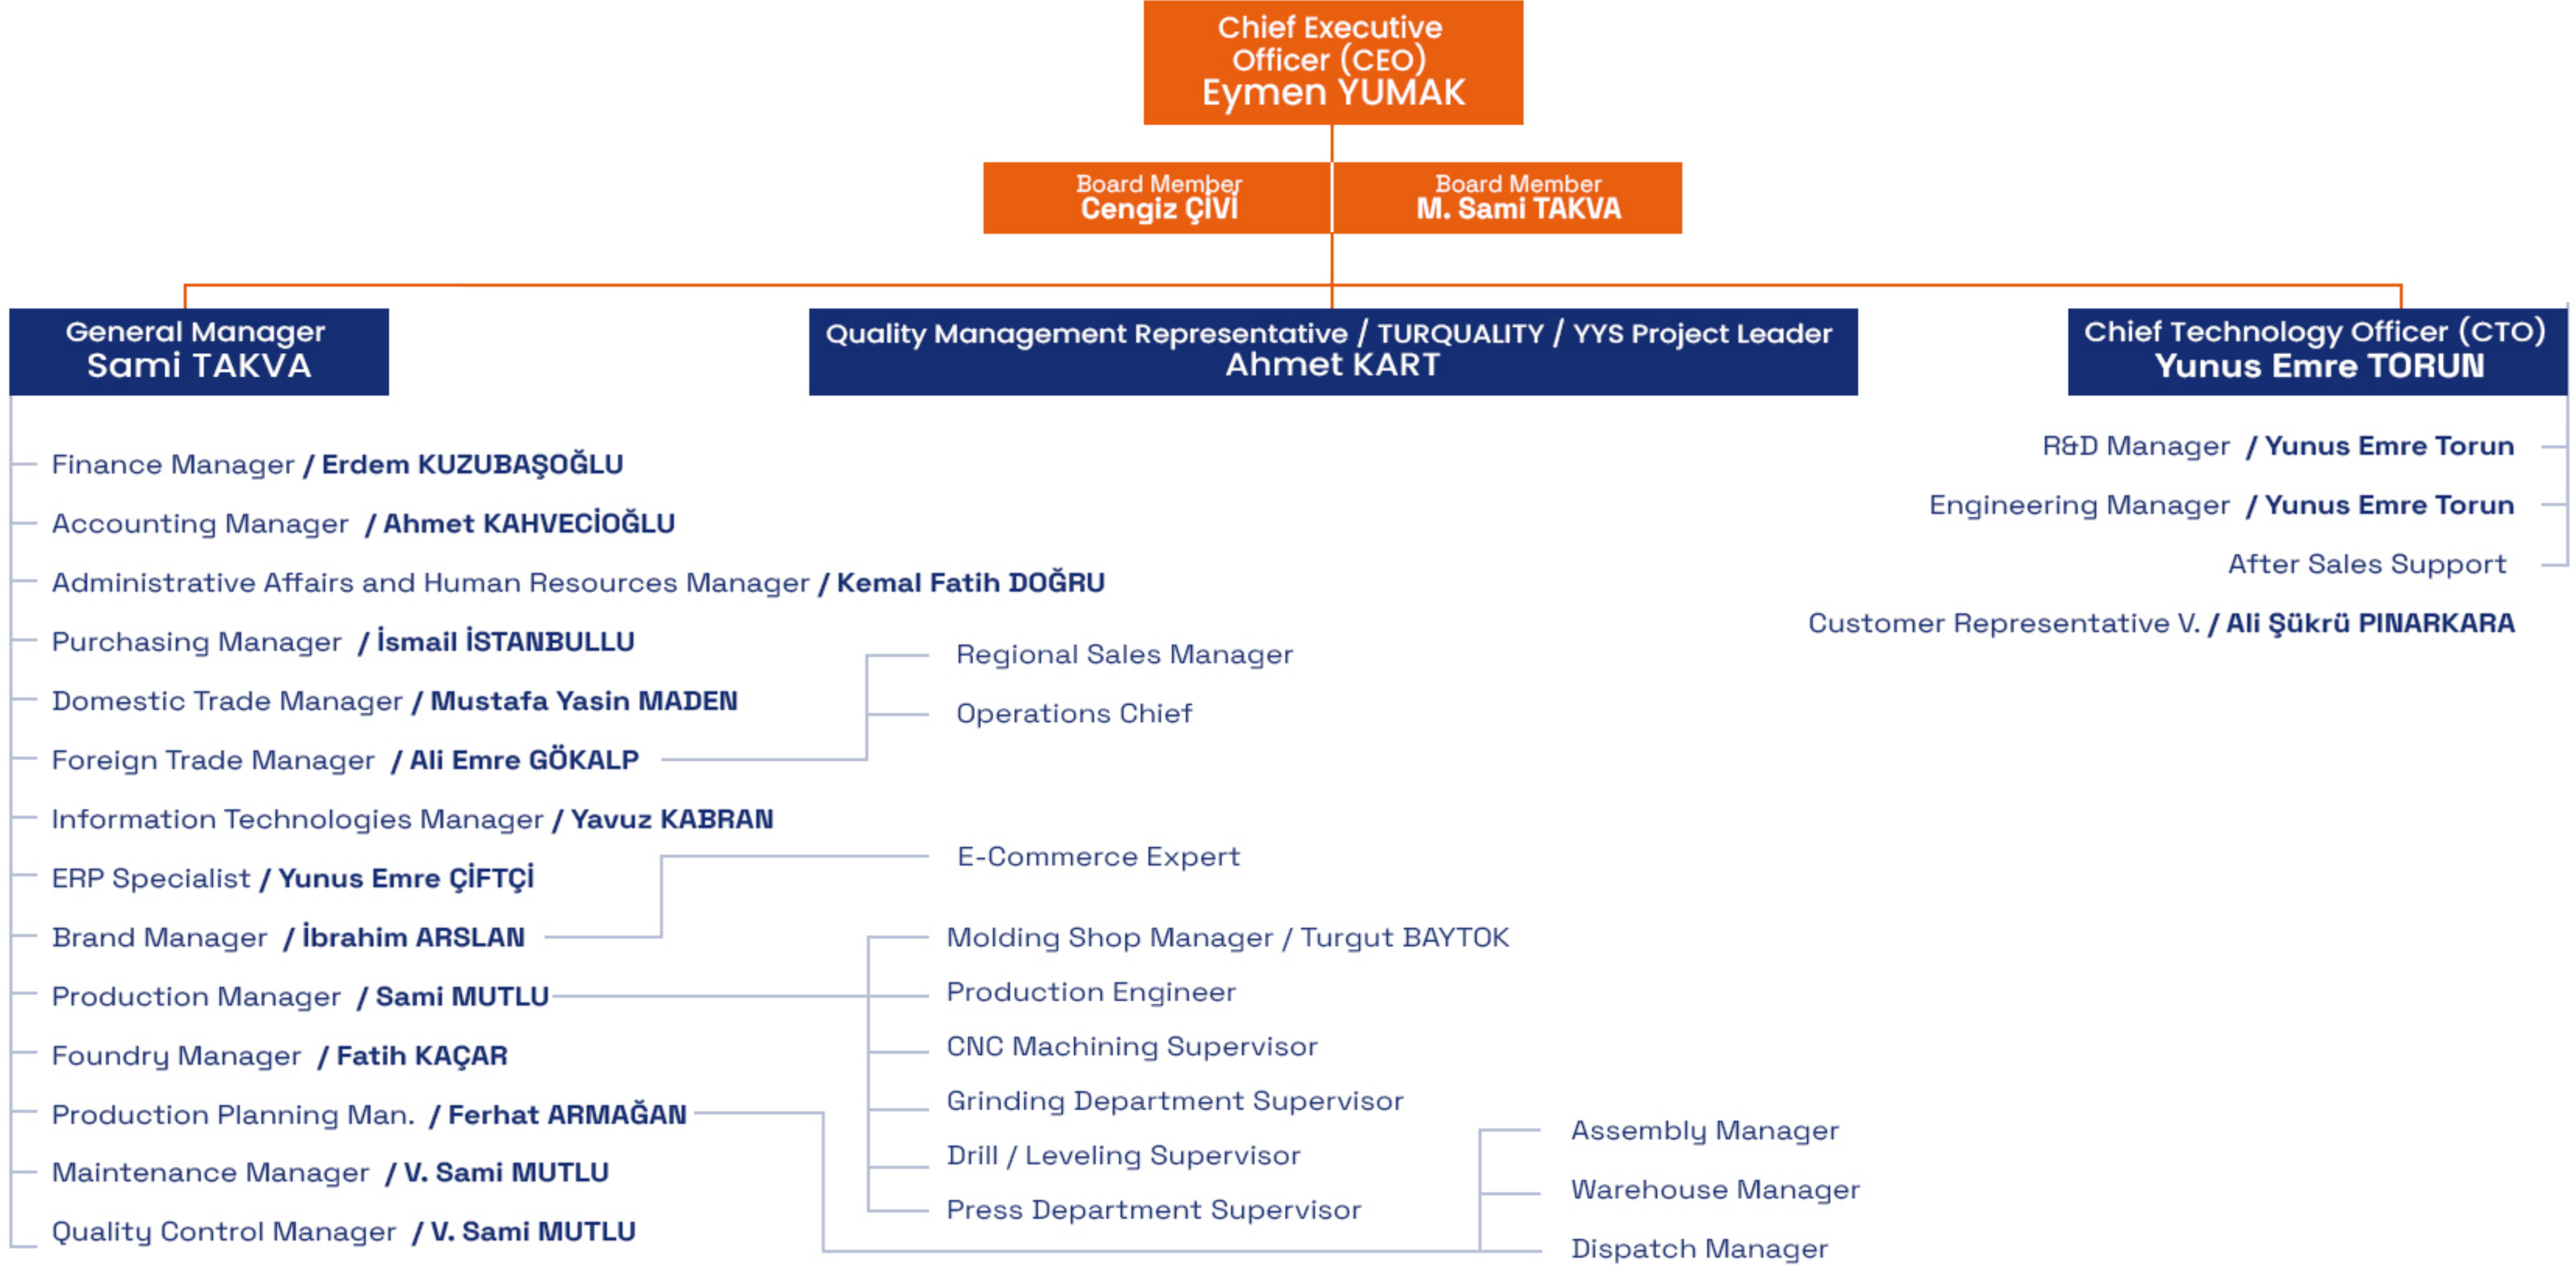 Chief Executive
Officer (CEO)
Eymen YUMAK
Board Member
Cengiz ÇİVİ
Board Member
M. Sami TAKVA
General Manager
Sami TAKVA
Quality Management Representative / TURQUALITY / YYS Project Leader
Ahmet KART
Chief Technology Officer (CTO)
Yunus Emre TORUN
Finance Manager / Erdem KUZUBAŞOĞLU
Accounting Manager / Ahmet KAHVECİOĞLU
Administrative Affairs and Human Resources Manager / Kemal Fatih DOĞRU
Purchasing Manager / İsmail İSTANBULLU
Domestic Trade Manager / Mustafa Yasin MADEN
Foreign Trade Manager / Ali Emre GÖKALP
Regional Sales Manager
Operations Chief
Information Technologies Manager / Yavuz KABRAN
ERP Specialist / Yunus Emre ÇİFTÇİ
Brand Manager / İbrahim ARSLAN
E-Commerce Expert
Production Manager / Sami MUTLU
Molding Shop Manager / Turgut BAYTOK
Production Engineer
CNC Machining Supervisor
Grinding Department Supervisor
Drill / Leveling Supervisor
Press Department Supervisor
Foundry Manager / Fatih KAÇAR
Production Planning Man. / Ferhat ARMAĞAN
Assembly Manager
Warehouse Manager
Dispatch Manager
Maintenance Manager / V. Sami MUTLU
Quality Control Manager / V. Sami MUTLU
R&D Manager / Yunus Emre Torun
Engineering Manager / Yunus Emre Torun
After Sales Support
Customer Representative V. / Ali Şükrü PINARKARA